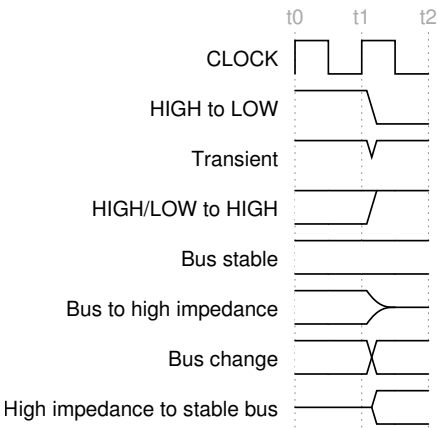 t0 t1 t2
CLOCK
HIGH to LOW
Transient
HIGH/LOW to HIGH
Bus stable
Bus to high impedance
Bus change
High impedance to stable bus